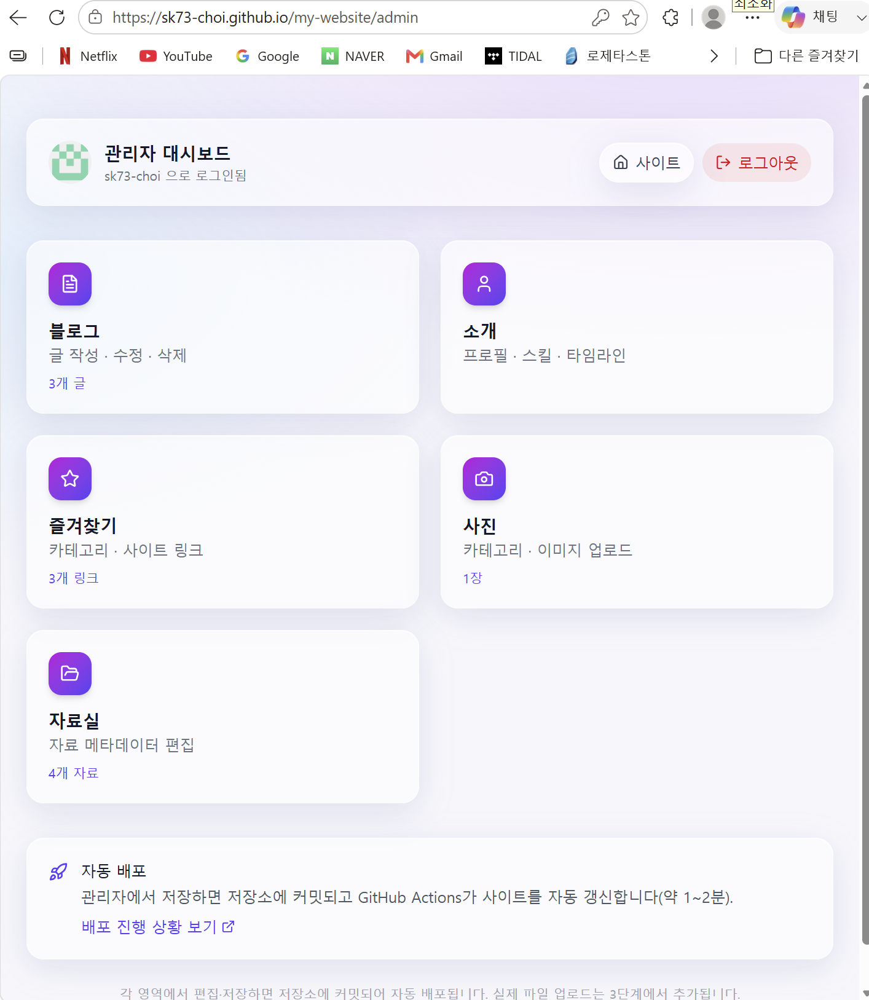 https://sk73-choi.github.io/my-website/admin
최소화
채팅
Netflix
YouTube
Google
NAVER
Gmail
TIDAL
로제타스톤
다른 즐겨찾기
관리자 대시보드
sk73-choi 으로 로그인됨
사이트
로그아웃
블로그
글 작성 · 수정 · 삭제
3개 글
소개
프로필 · 스킬 · 타임라인
즐겨찾기
카테고리 · 사이트 링크
3개 링크
사진
카테고리 · 이미지 업로드
1장
자료실
자료 메타데이터 편집
4개 자료
자동 배포
관리자에서 저장하면 저장소에 커밋되고 GitHub Actions가 사이트를 자동 갱신합니다(약 1~2분).
배포 진행 상황 보기
각 영역에서 편집·저장하면 저장소에 커밋되어 자동 배포됩니다. 실제 파일 업로드는 3단계에서 추가됩니다.